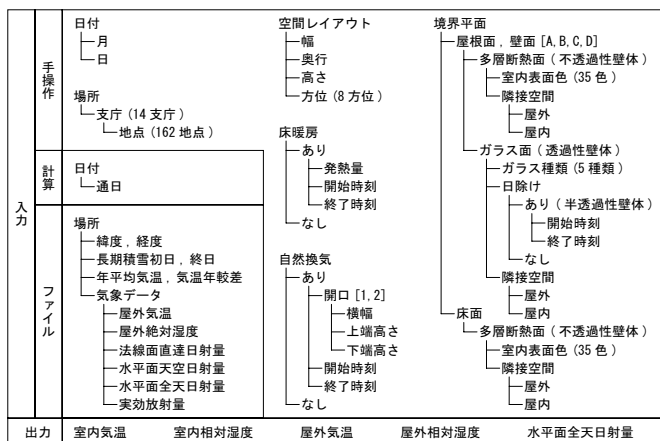 入力
手操作
日付
月
日
場所
支庁 (14 支庁)
地点 (162 地点)
計算
日付
通日
ファイル
場所
緯度 , 経度
長期積雪初日 , 終日
年平均気温 , 気温年較差
気象データ
屋外気温
屋外絶対湿度
法線面直達日射量
水平面天空日射量
水平面全天日射量
実効放射量
空間レイアウト
幅
奥行
高さ
方位 (8 方位)
床暖房
あり
発熱量
開始時刻
終了時刻
なし
自然換気
あり
開口 [1, 2]
横幅
上端高さ
下端高さ
開始時刻
終了時刻
なし
境界平面
屋根面 , 壁面 [A, B, C, D]
多層断熱面 ( 不透過性壁体 )
室内表面色 (35 色)
隣接空間
屋外
屋内
ガラス面 ( 透過性壁体 )
ガラス種類 (5 種類 )
日除け
あり ( 半透過性壁体 )
開始時刻
終了時刻
なし
隣接空間
屋外
屋内
床面
多層断熱面 ( 不透過性壁体 )
室内表面色 (35 色)
隣接空間
屋外
屋内
出力
室内気温 室内相対湿度 屋外気温 屋外相対湿度 水平面全天日射量